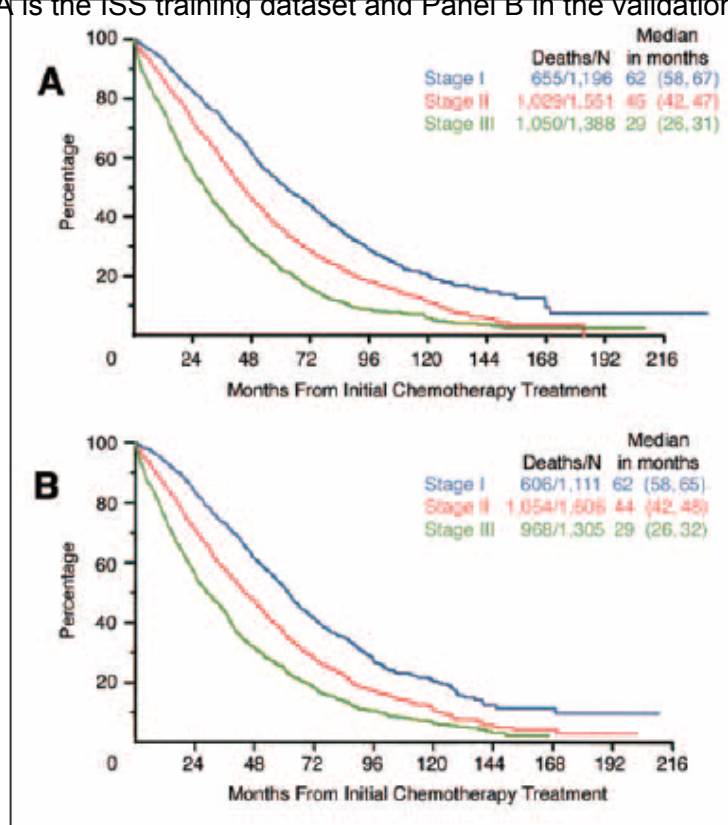 A is the ISS training dataset and Panel B in the validation
A
Median
Deaths/N in months
Stage I 655/1,196 62 (58, 67)
Stage II 1,029/1,551 45 (42, 47)
Stage III 1,050/1,388 29 (26, 31)
100
80
60
40
20
0
Percentage
24 48 72 96 120 144 168 192 216
Months From Initial Chemotherapy Treatment
B
Median
Deaths/N in months
Stage I 606/1,111 62 (58, 65)
Stage II 1,054/1,606 44 (42, 48)
Stage III 968/1,305 29 (26, 32)
100
80
60
40
20
0
Percentage
24 48 72 96 120 144 168 192 216
Months From Initial Chemotherapy Treatment